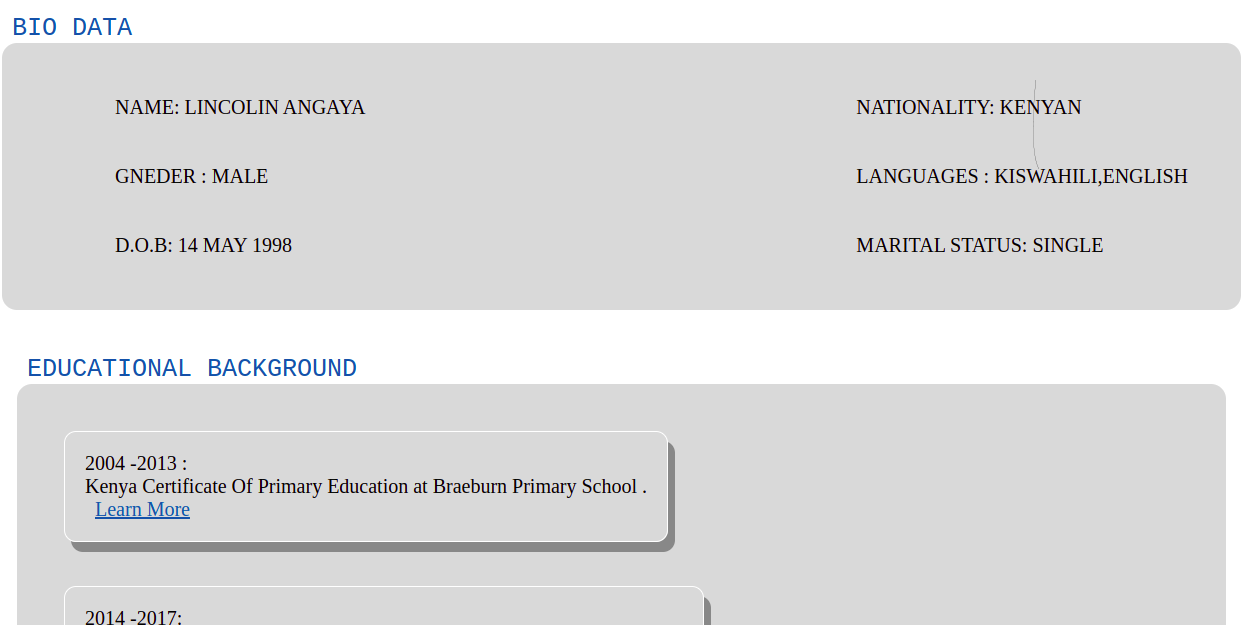 BIO DATA
NAME: LINCOLIN ANGAYA
NATIONALITY: KENYAN
GNEDER : MALE
LANGUAGES : KISWAHILI,ENGLISH
D.O.B: 14 MAY 1998
MARITAL STATUS: SINGLE
EDUCATIONAL BACKGROUND
2004 -2013 :
Kenya Certificate Of Primary Education at Braeburn Primary School .
Learn More
2014 -2017: